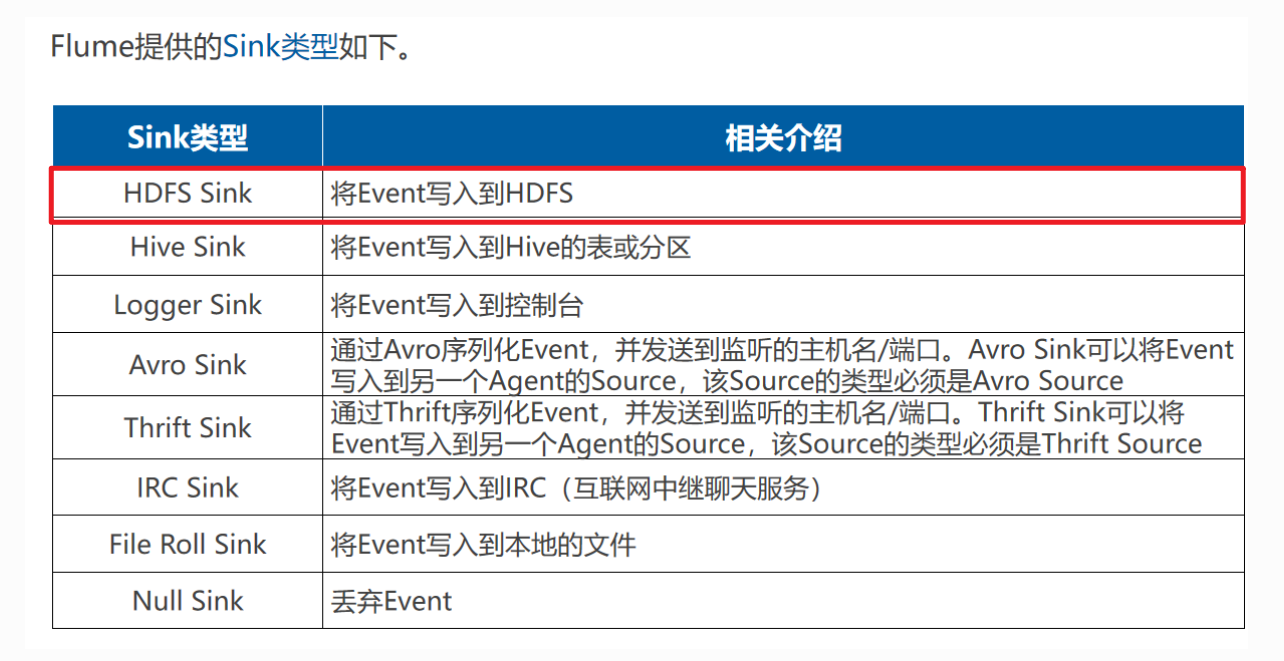 Flume提供的Sink类型如下。
Sink类型 相关介绍
HDFS Sink 将Event写入到HDFS
Hive Sink 将Event写入到Hive的表或分区
Logger Sink 将Event写入到控制台
Avro Sink 通过Avro序列化Event，并发送到监听的主机名/端口。Avro Sink可以将Event
写入到另一个Agent的Source，该Source的类型必须是Avro Source
Thrift Sink 通过Thrift序列化Event，并发送到监听的主机名/端口。Thrift Sink可以将
Event写入到另一个Agent的Source，该Source的类型必须是Thrift Source
IRC Sink 将Event写入到IRC（互联网中继聊天服务）
File Roll Sink 将Event写入到本地的文件
Null Sink 丢弃Event